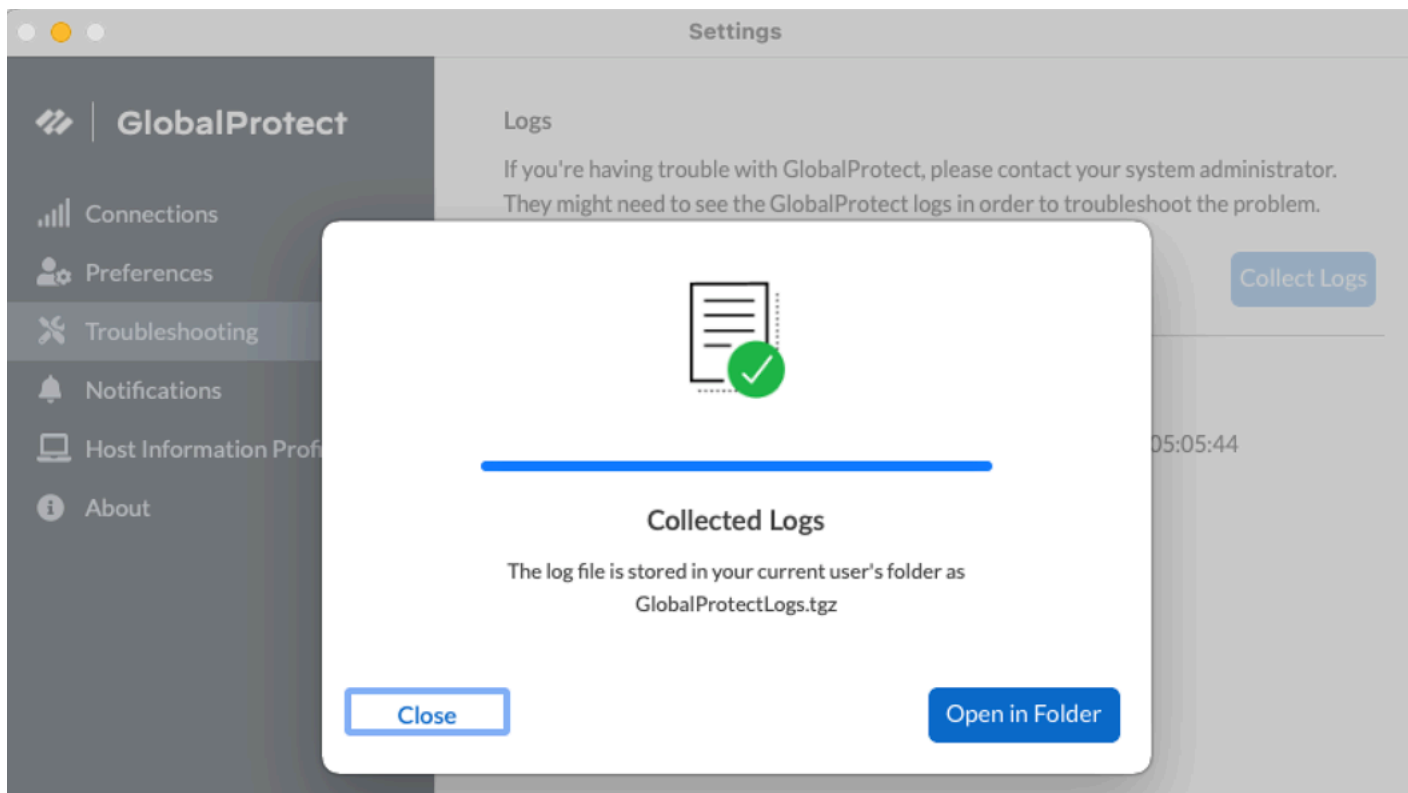 Settings
GlobalProtect
Connections
Preferences
Troubleshooting
Notifications
Host Information Profi
About
Logs
If you're having trouble with GlobalProtect, please contact your system administrator.
They might need to see the GlobalProtect logs in order to troubleshoot the problem.
Collect Logs
05:05:44
Collected Logs
The log file is stored in your current user's folder as
GlobalProtectLogs.tgz
Close
Open in Folder